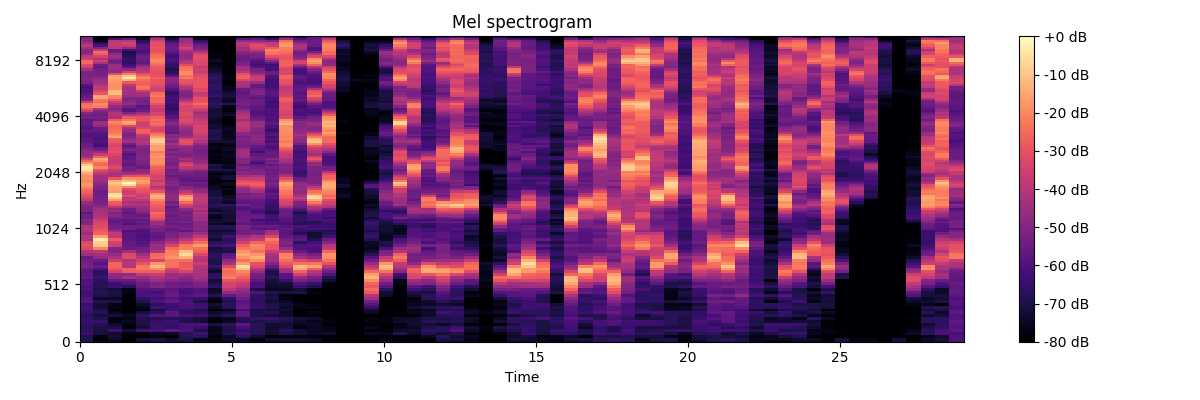 Mel spectrogram
Hz
8192
4096
2048
1024
512
0
0 5 10 15 20 25
Time
+0 dB
-10 dB
-20 dB
-30 dB
-40 dB
-50 dB
-60 dB
-70 dB
-80 dB